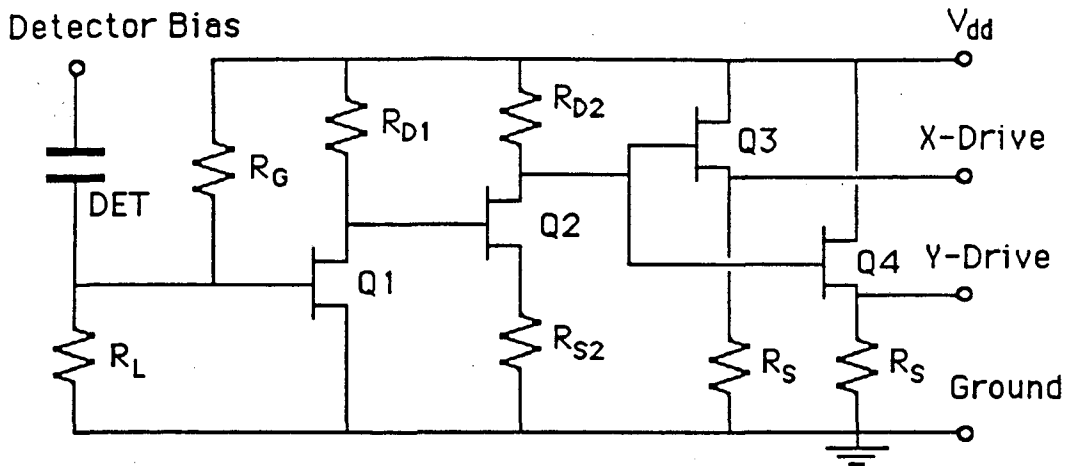 Detector Bias
V_dd
R_D1
R_D2
Q3
X-Drive
R_G
DET
Q2
Q1
Q4
Y-Drive
R_L
R_S2
R_S
R_S
Ground